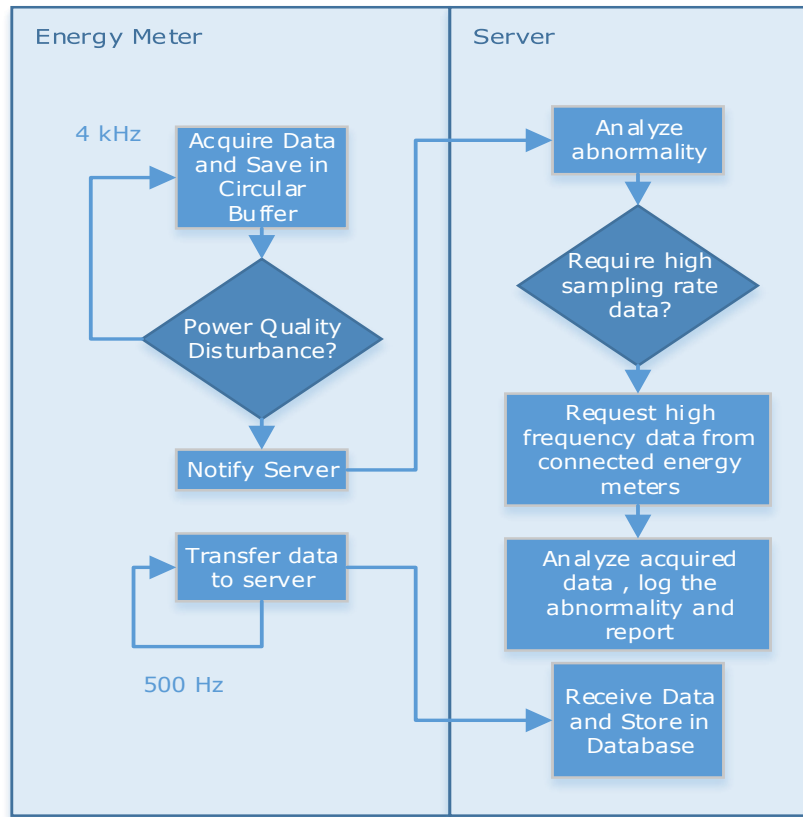 Energy Meter
4 kHz
Acquire Data
and Save in
Circular
Buffer
Power Quality
Disturbance?
Notify Server
Transfer data
to server
500 Hz
Server
Analyze
abnormality
Require high
sampling rate
data?
Request high
frequency data from
connected energy
meters
Analyze acquired
data , log the
abnormality and
report
Receive Data
and Store in
Database